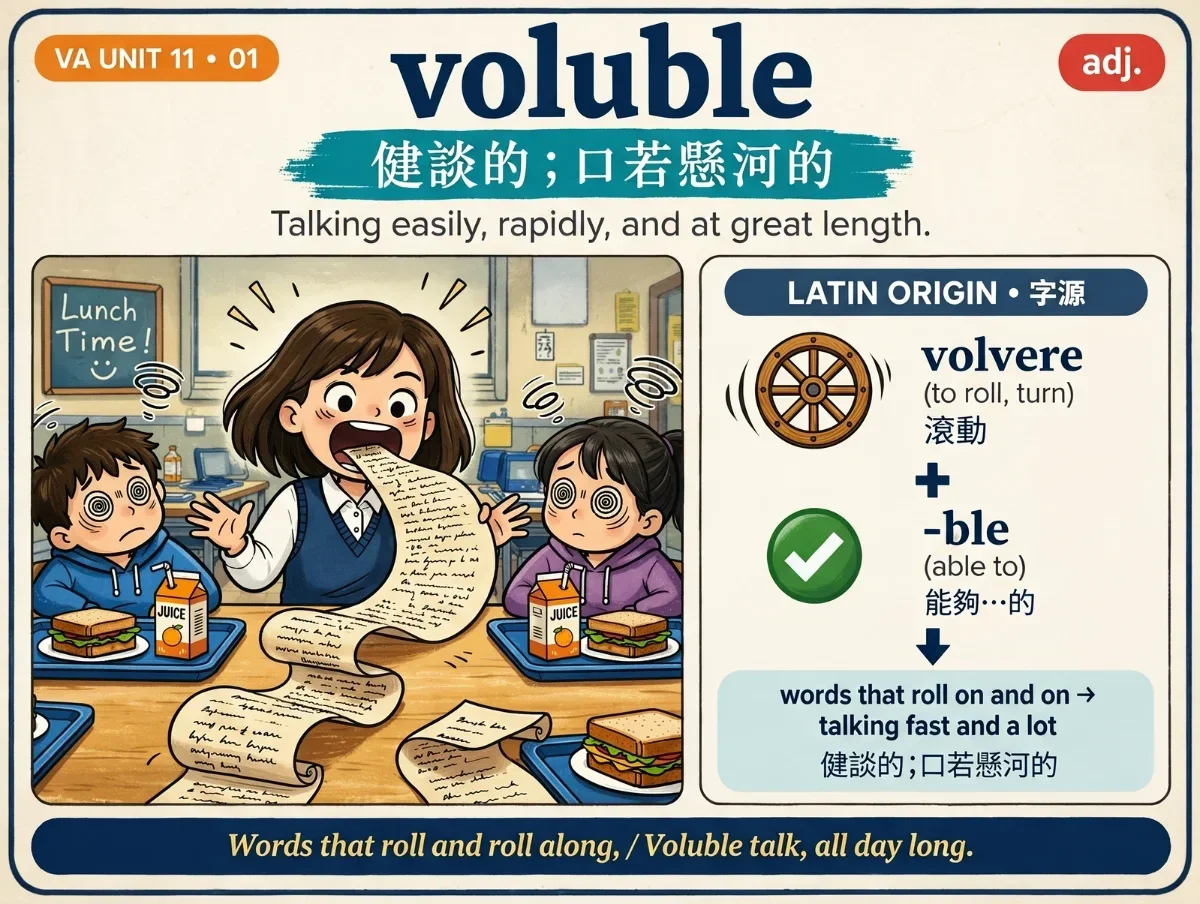 VA UNIT 11 • 01
voluble
adj.
健談的；口若懸河的
Talking easily, rapidly, and at great length.
Lunch
Time!
JUICE
JUICE
LATIN ORIGIN • 字源
volvere
(to roll, turn)
滾動
+
-ble
(able to)
能夠…的
words that roll on and on →
talking fast and a lot
健談的；口若懸河的
Words that roll and roll along, / Voluble talk, all day long.